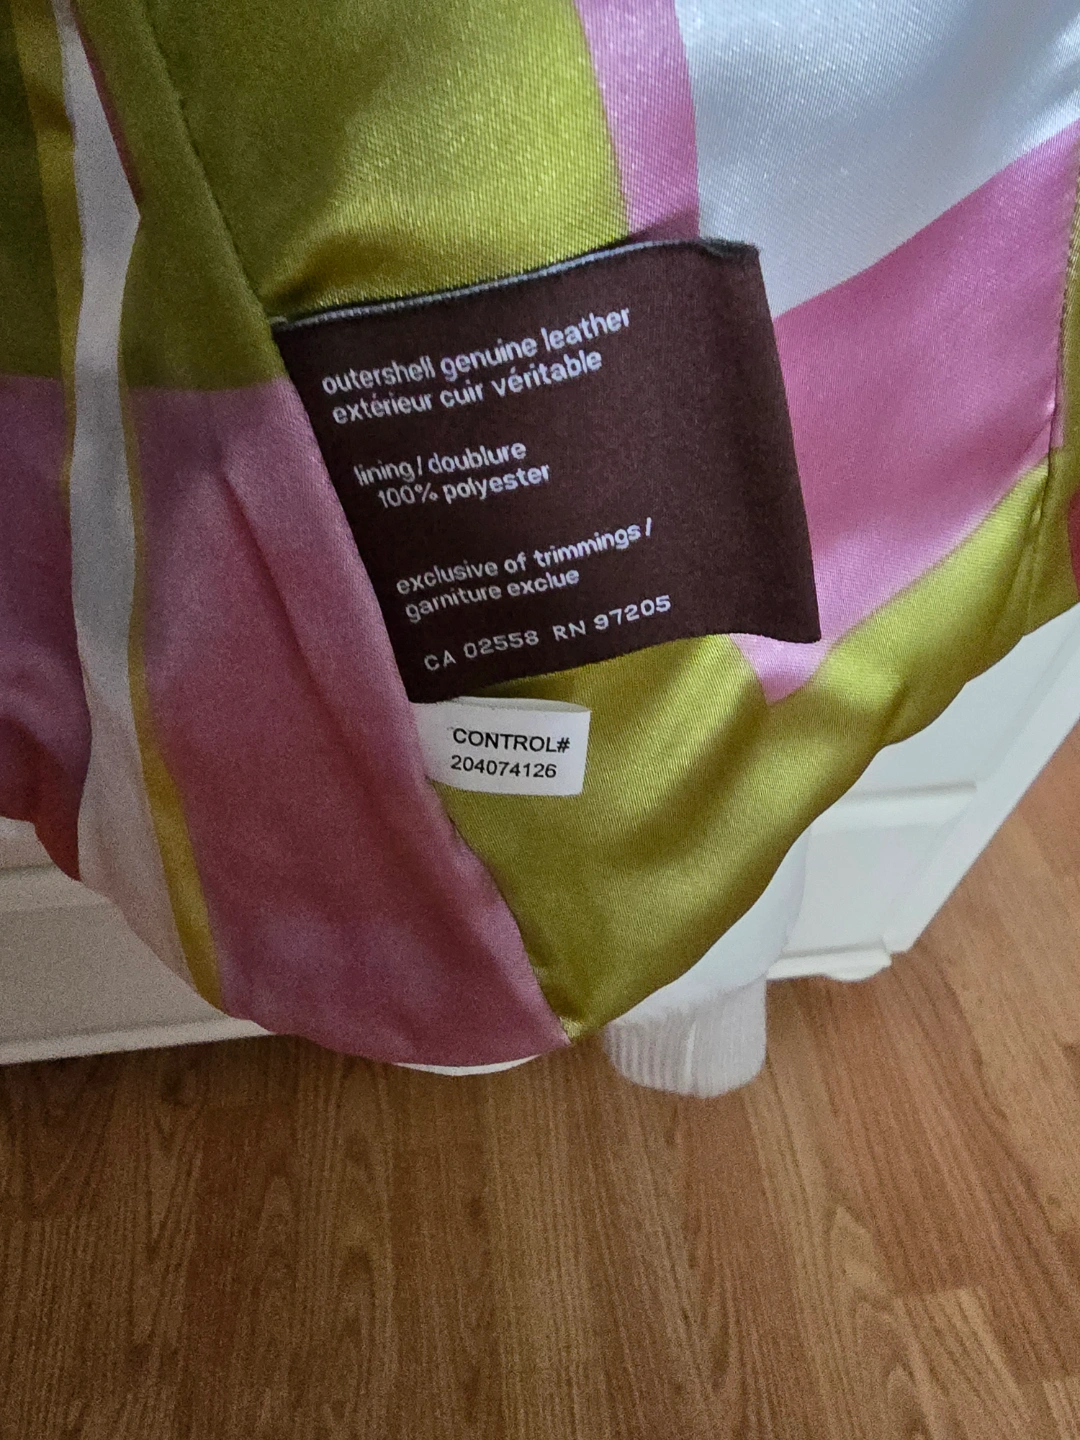 outershell genuine leather
extérieur cuir véritable
lining / doublure
100% polyester
exclusive of trimmings /
garniture exclue
CA 02558 RN 97205
CONTROL#
204074126